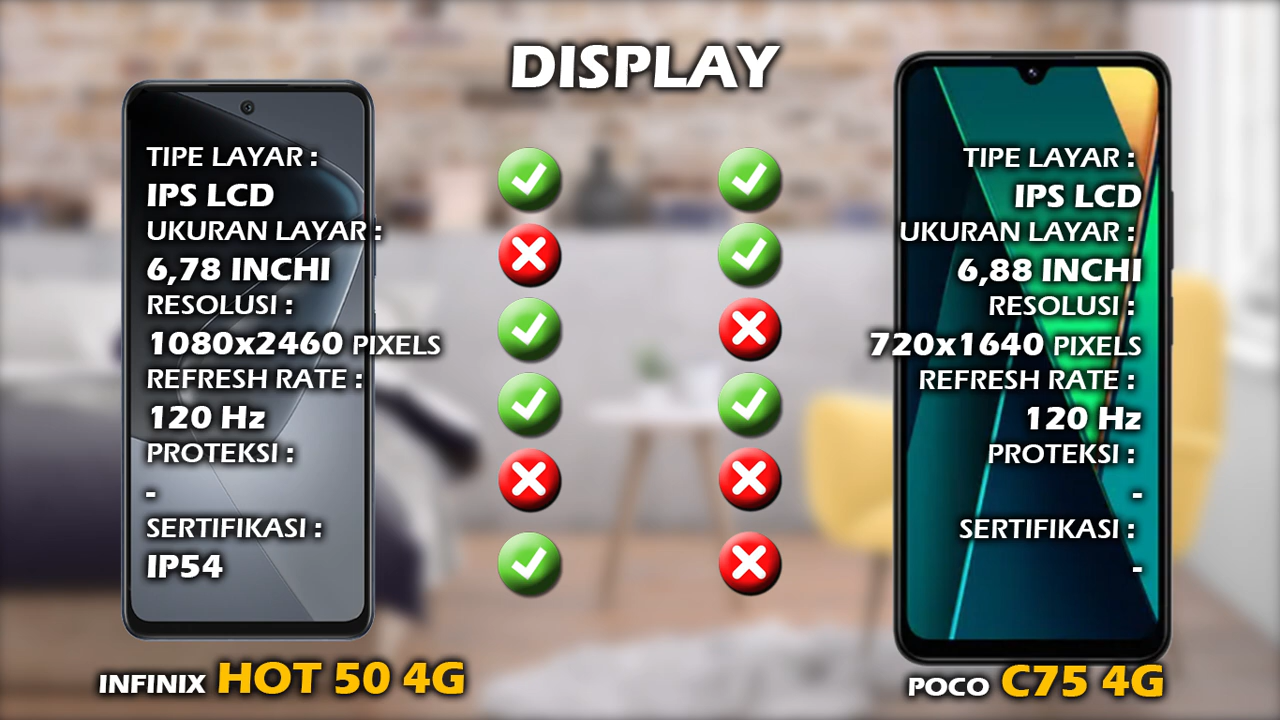 DISPLAY
TIPE LAYAR :
IPS LCD
UKURAN LAYAR :
6,78 INCHI
RESOLUSI :
1080x2460 PIXELS
REFRESH RATE :
120 Hz
PROTEKSI :
-
SERTIFIKASI :
IP54
INFINIX HOT 50 4G
TIPE LAYAR :
IPS LCD
UKURAN LAYAR :
6,88 INCHI
RESOLUSI :
720x1640 PIXELS
REFRESH RATE :
120 Hz
PROTEKSI :
-
SERTIFIKASI :
-
POCO C75 4G